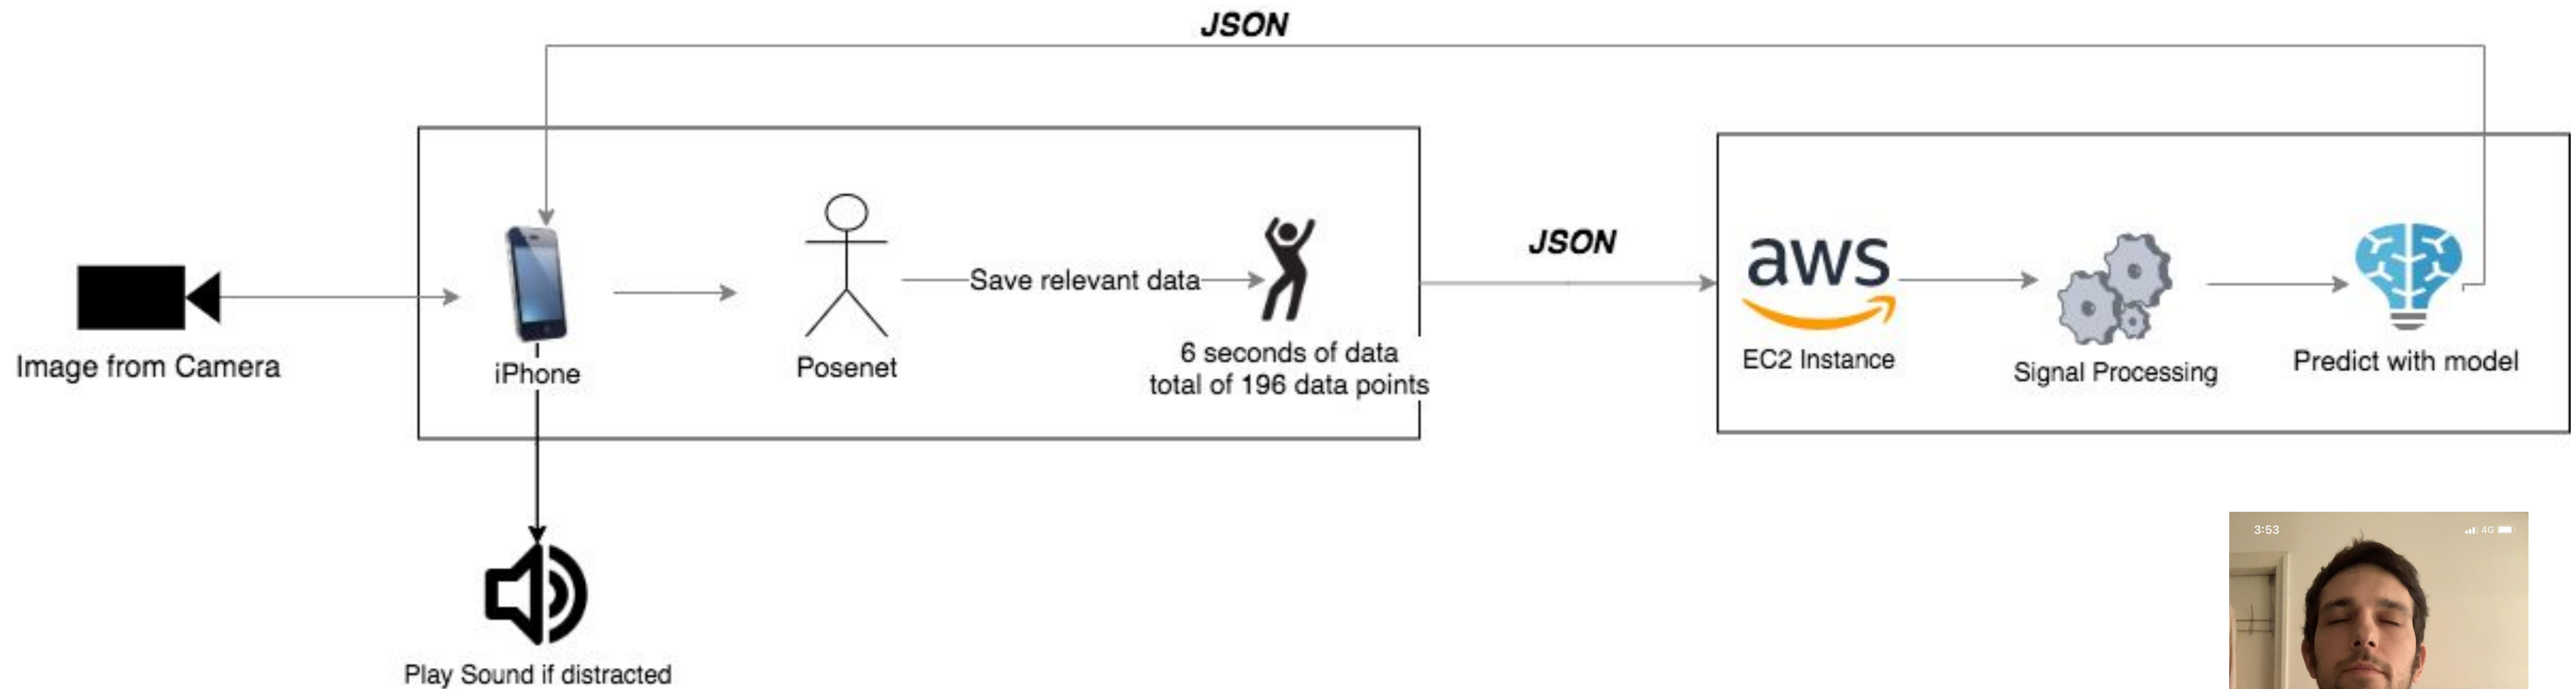 JSON
JSON
Save relevant data
aws
Image from Camera
iPhone
Posenet
6 seconds of data
total of 196 data points
EC2 Instance
Signal Processing
Predict with model
Play Sound if distracted
3:53
4G